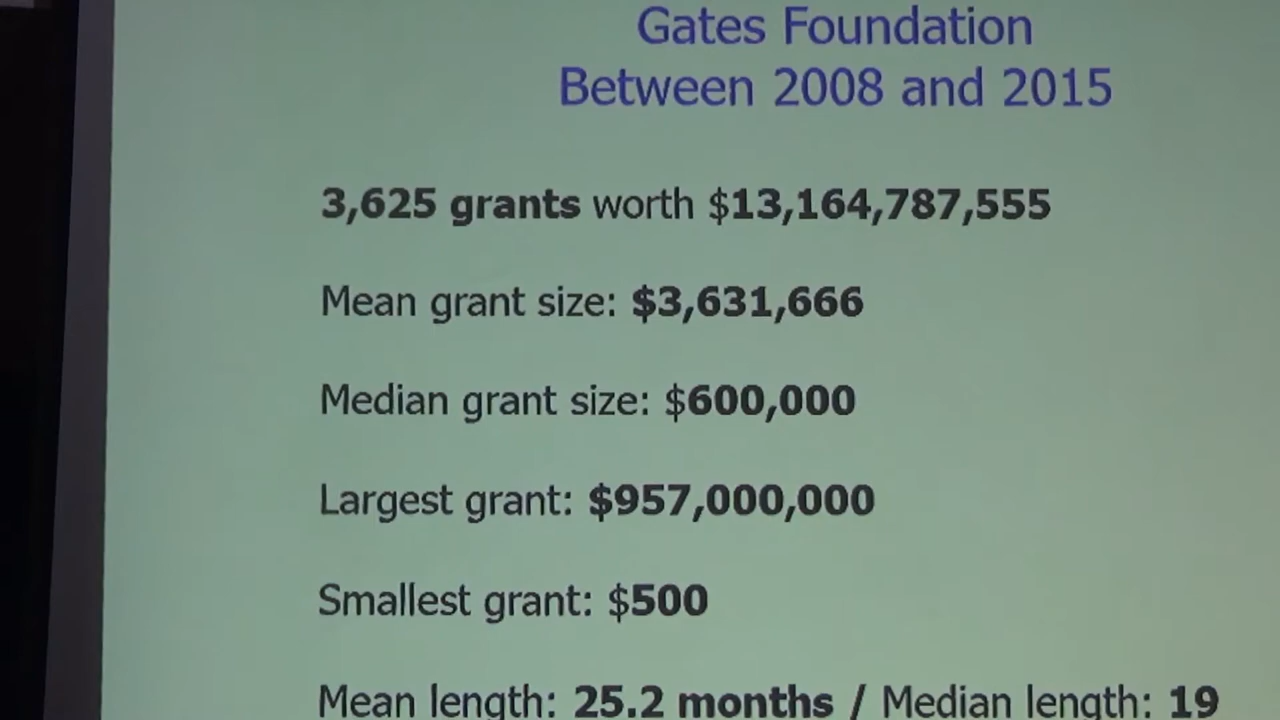 Gates Foundation
Between 2008 and 2015
3,625 grants worth $13,164,787,555
Mean grant size: $3,631,666
Median grant size: $600,000
Largest grant: $957,000,000
Smallest grant: $500
Mean length: 25.2 months / Median length: 19